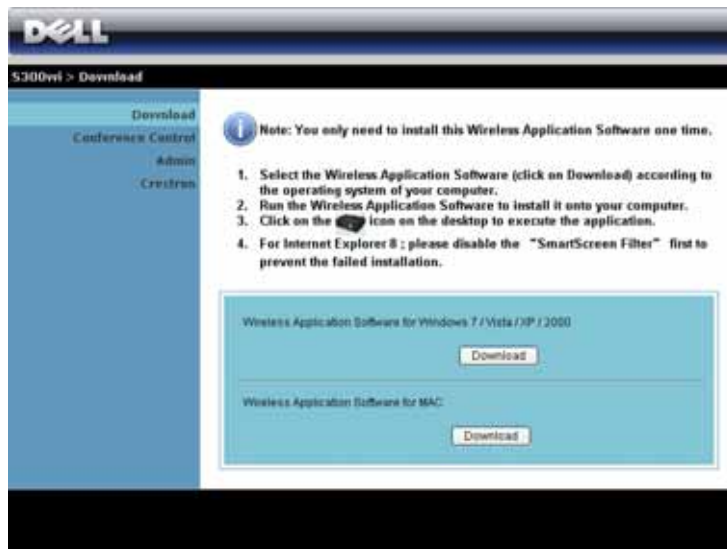 DELL
S300wi > Download
Download
Conference Control
Admin
Crestron
Note: You only need to install this Wireless Application Software one time.
1. Select the Wireless Application Software (click on Download) according to
the operating system of your computer.
2. Run the Wireless Application Software to install it onto your computer.
3. Click on the icon on the desktop to execute the application.
4. For Internet Explorer 8 ; please disable the "SmartScreen Filter" first to
prevent the failed installation.
Wireless Application Software for Windows 7 / Vista / XP / 2000
Download
Wireless Application Software for MAC
Download